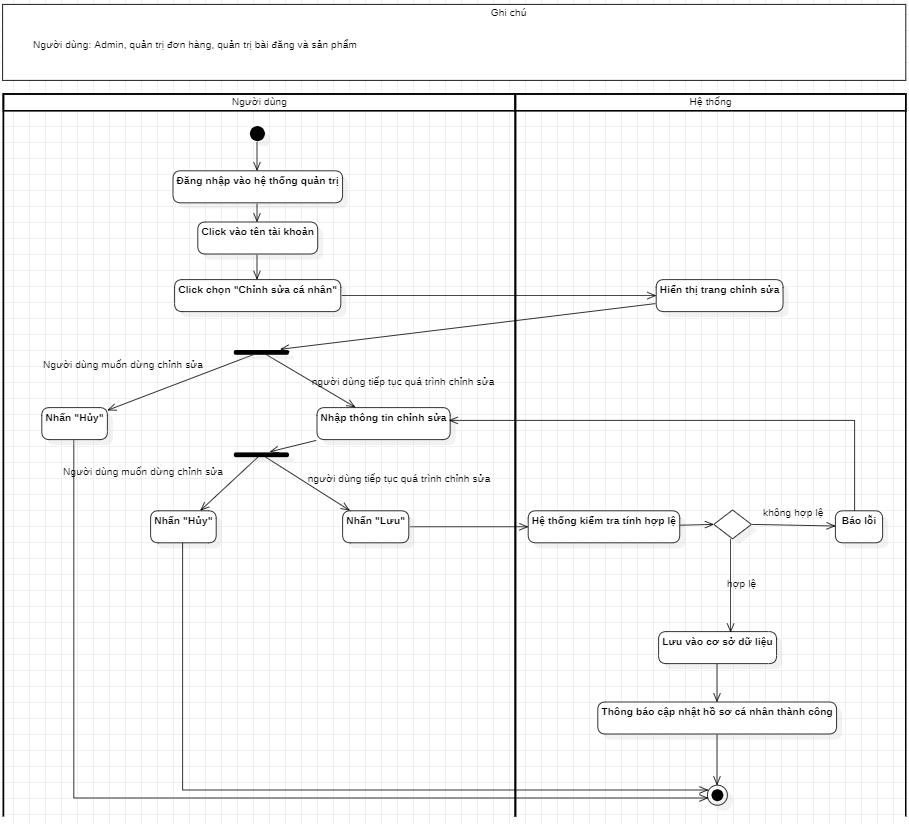 Ghi chú
Người dùng: Admin, quản trị đơn hàng, quản trị bài đăng và sản phẩm
Người dùng
Hệ thống
Đăng nhập vào hệ thống quản trị
Click vào tên tài khoản
Click chọn "Chỉnh sửa cá nhân"
Hiển thị trang chỉnh sửa
Người dùng muốn dừng chỉnh sửa
người dùng tiếp tục quá trình chỉnh sửa
Nhấn "Hủy"
Nhập thông tin chỉnh sửa
Người dùng muốn dừng chỉnh sửa
người dùng tiếp tục quá trình chỉnh sửa
Nhấn "Hủy"
Nhấn "Lưu"
Hệ thống kiểm tra tính hợp lệ
không hợp lệ
Báo lỗi
hợp lệ
Lưu vào cơ sở dữ liệu
Thông báo cập nhật hồ sơ cá nhân thành công